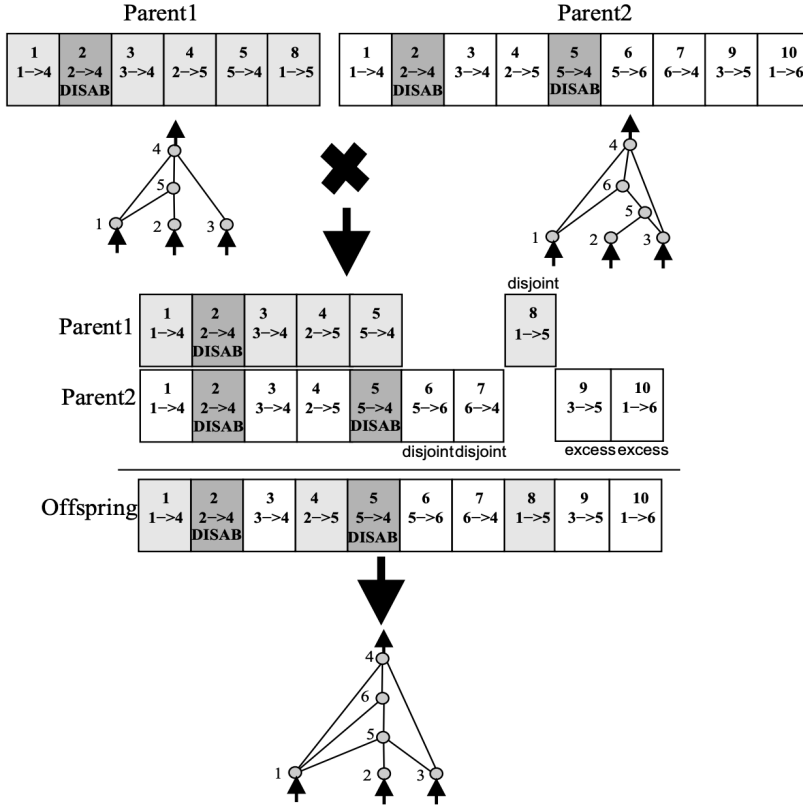 Parent1 Parent2
1 2 3 4 5 8 1 2 3 4 5 6 7 9 10
1−>4 2−>4 3−>4 2−>5 5−>4 1−>5 1−>4 2−>4 3−>4 2−>5 5−>4 5−>6 6−>4 3−>5 1−>6
DISAB DISAB DISAB
4 4
5 6
5
1 2 3 1 2 3
disjoint
Parent1 1 2 3 4 5 8
1−>4 2−>4 3−>4 2−>5 5−>4 1−>5
DISAB
Parent2 1 2 3 4 5 6 7 9 10
1−>4 2−>4 3−>4 2−>5 5−>4 5−>6 6−>4 3−>5 1−>6
DISAB DISAB
disjoint disjoint excess excess
Offspring 1 2 3 4 5 6 7 8 9 10
1−>4 2−>4 3−>4 2−>5 5−>4 5−>6 6−>4 1−>5 3−>5 1−>6
DISAB DISAB
4
6
5
1 2 3